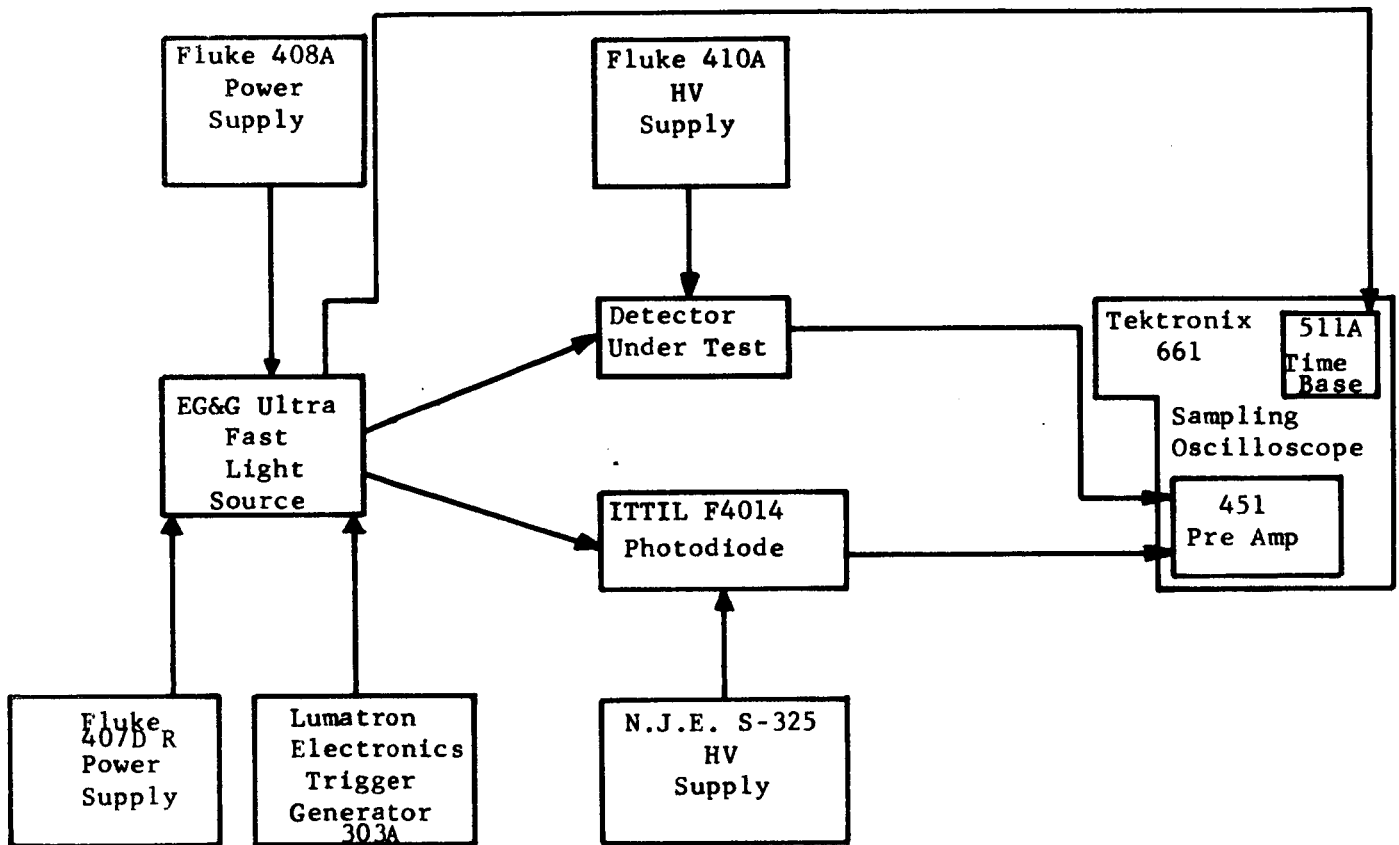 Fluke 408A
Power
Supply
Fluke 410A
HV
Supply
Detector
Under Test
Tektronix
661
511A
Time
Base
Sampling
Oscilloscope
EG&G Ultra
Fast
Light
Source
ITTIL F4014
Photodiode
451
Pre Amp
Fluke
407D R
Power
Supply
Lumatron
Electronics
Trigger
Generator
303A
N.J.E. S-325
HV
Supply